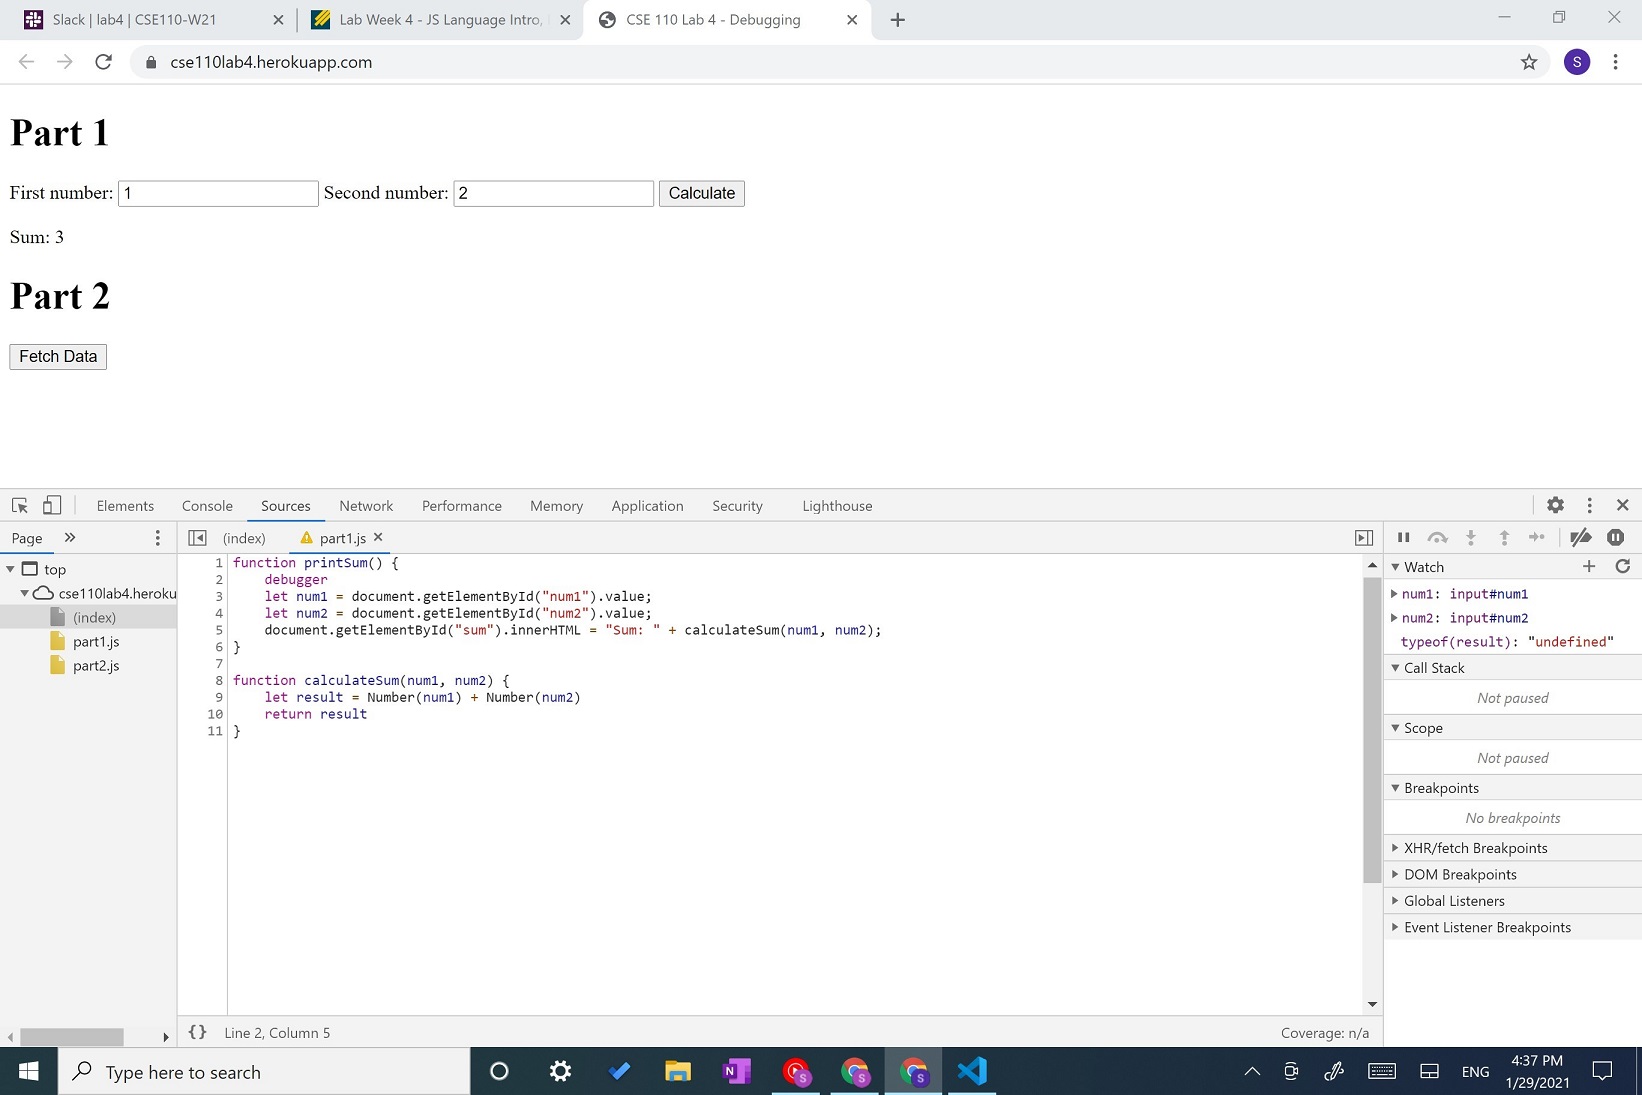 Slack | lab4 | CSE110-W21
Lab Week 4 - JS Language Intro,
CSE 110 Lab 4 - Debugging
cse110lab4.herokuapp.com
S
Part 1
First number: 1 Second number: 2 Calculate
Sum: 3
Part 2
Fetch Data
Elements Console Sources Network Performance Memory Application Security Lighthouse
Page
(index)
part1.js
top
cse110lab4.heroku
(index)
part1.js
part2.js
1 function printSum() {
2 debugger
3 let num1 = document.getElementById("num1").value;
4 let num2 = document.getElementById("num2").value;
5 document.getElementById("sum").innerHTML = "Sum: " + calculateSum(num1, num2);
6 }
7
8 function calculateSum(num1, num2) {
9 let result = Number(num1) + Number(num2)
10 return result
11 }
{} Line 2, Column 5
Coverage: n/a
Watch
num1: input#num1
num2: input#num2
typeof(result): "undefined"
Call Stack
Not paused
Scope
Not paused
Breakpoints
No breakpoints
XHR/fetch Breakpoints
DOM Breakpoints
Global Listeners
Event Listener Breakpoints
Type here to search
N
S
S
S
ENG
4:37 PM
1/29/2021